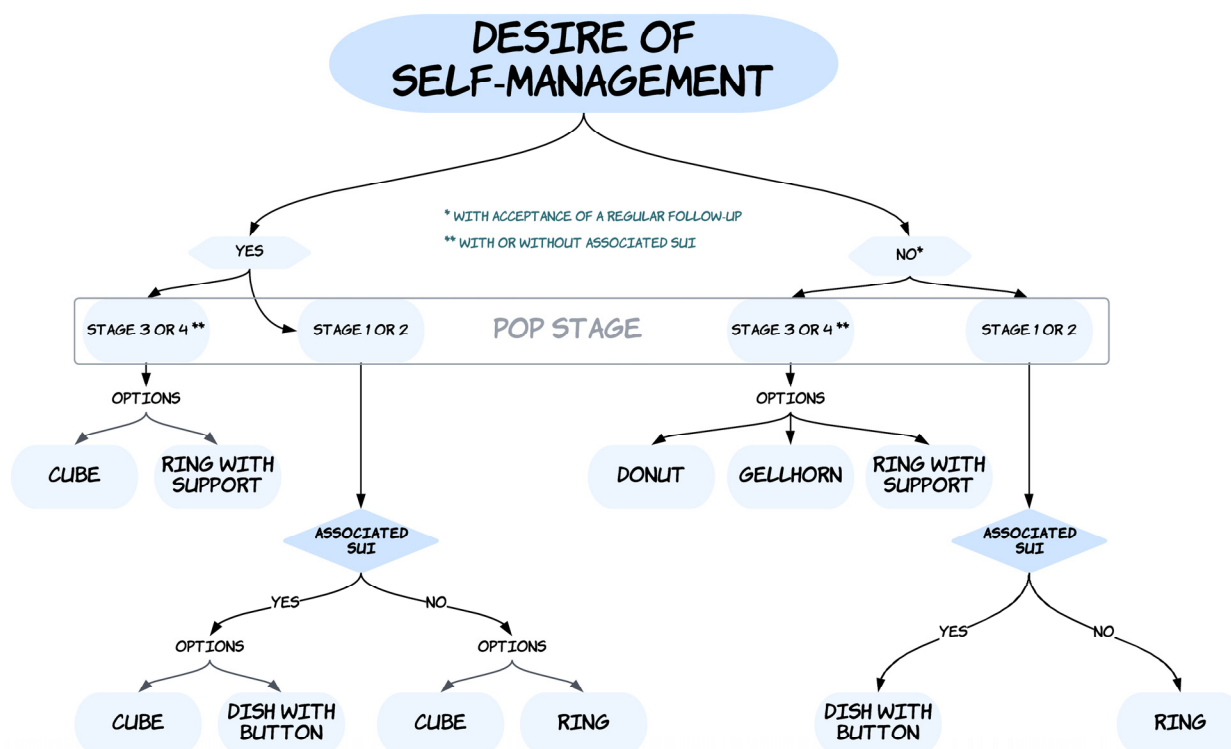 DESIRE OF
SELF-MANAGEMENT
* WITH ACCEPTANCE OF A REGULAR FOLLOW-UP
** WITH OR WITHOUT ASSOCIATED SUI
YES
NO*
STAGE 3 OR 4 **
STAGE 1 OR 2
POP STAGE
STAGE 3 OR 4 **
STAGE 1 OR 2
OPTIONS
OPTIONS
CUBE
RING WITH
SUPPORT
DONUT
GELLHORN
RING WITH
SUPPORT
ASSOCIATED
SUI
ASSOCIATED
SUI
YES
NO
YES
NO
OPTIONS
OPTIONS
CUBE
DISH WITH
BUTTON
CUBE
RING
DISH WITH
BUTTON
RING